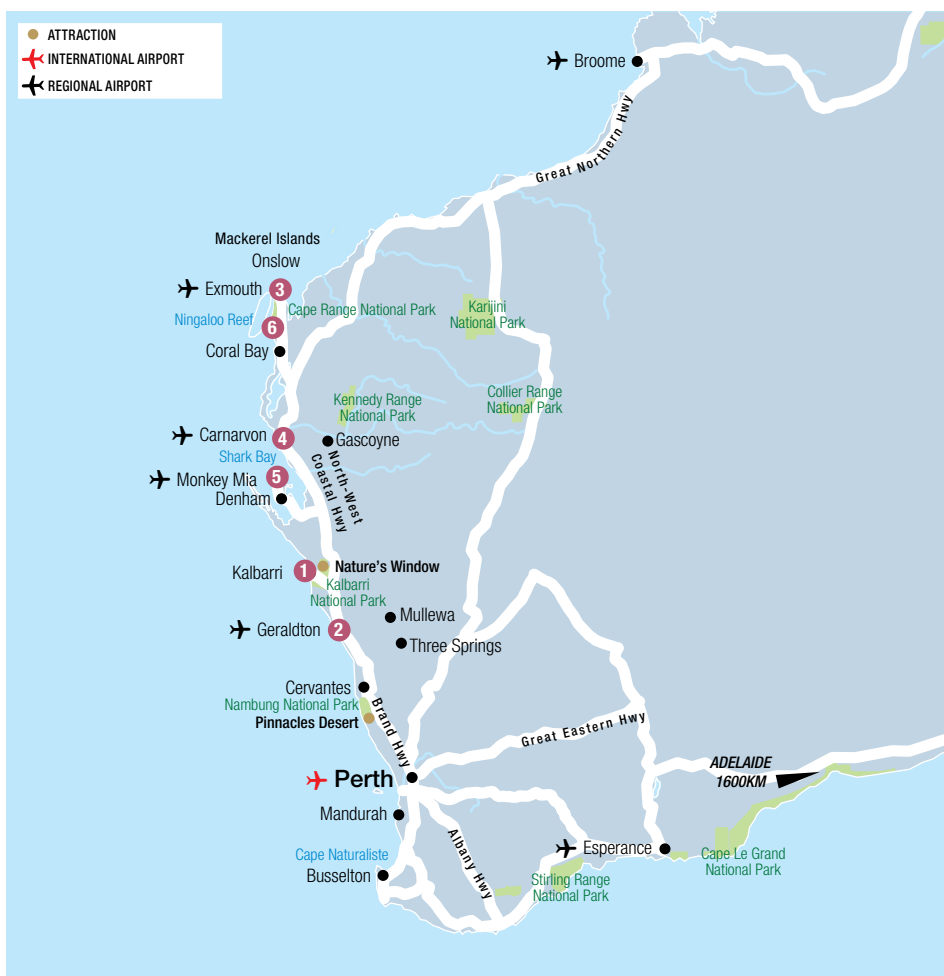 ATTRACTION
INTERNATIONAL AIRPORT
REGIONAL AIRPORT
Broome
Great Northern Hwy
Mackerel Islands
Onslow
Exmouth
3
Cape Range National Park
Ningaloo Reef
6
Coral Bay
Karijini
National Park
Collier Range
National Park
Kennedy Range
National Park
Carnarvon
4
Gascoyne
Shark Bay
5
Monkey Mia
Denham
North-West
Coastal Hwy
Kalbarri
1
Nature's Window
Kalbarri
National Park
Mullewa
Geraldton
2
Three Springs
Cervantes
Nambung National Park
Pinnacles Desert
Brand Hwy
Great Eastern Hwy
ADELAIDE
1600KM
Perth
Mandurah
Albany Hwy
Esperance
Cape Naturaliste
Busselton
Cape Le Grand
National Park
Stirling Range
National Park